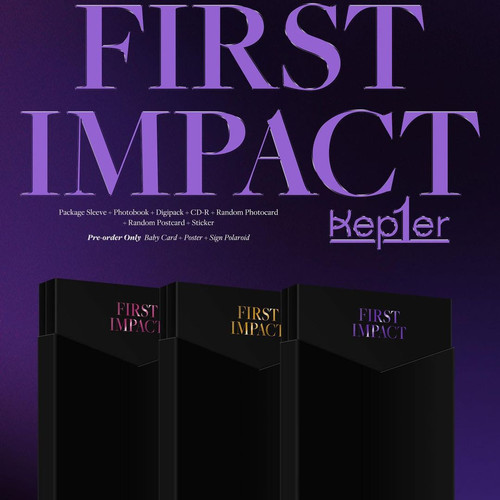 FIRST
IMPACT
Package Sleeve + Photobook + Digipack + CD-R + Random Photocard
+ Random Postcard + Sticker
Pre-order Only Baby Card + Poster + Sign Polaroid
Kep1er
FIRST
IMPACT
FIRST
IMPACT
FIRST
IMPACT